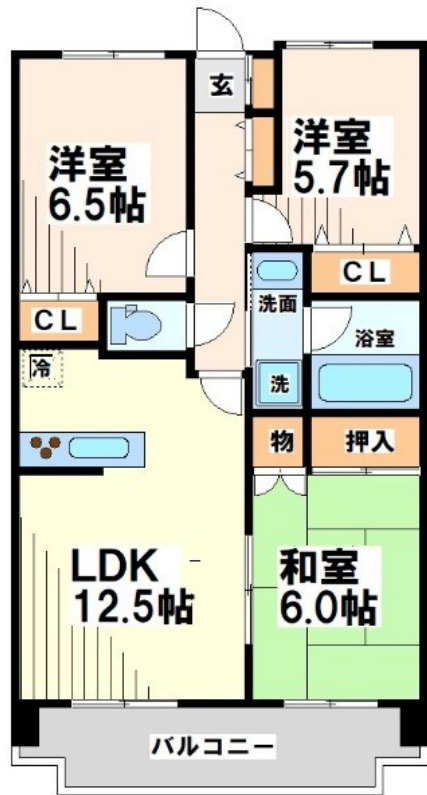 玄
洋室
6.5帖
洋室
5.7帖
CL
CL
洗面
浴室
冷
洗
物
押入
LDK
12.5帖
和室
6.0帖
バルコニー